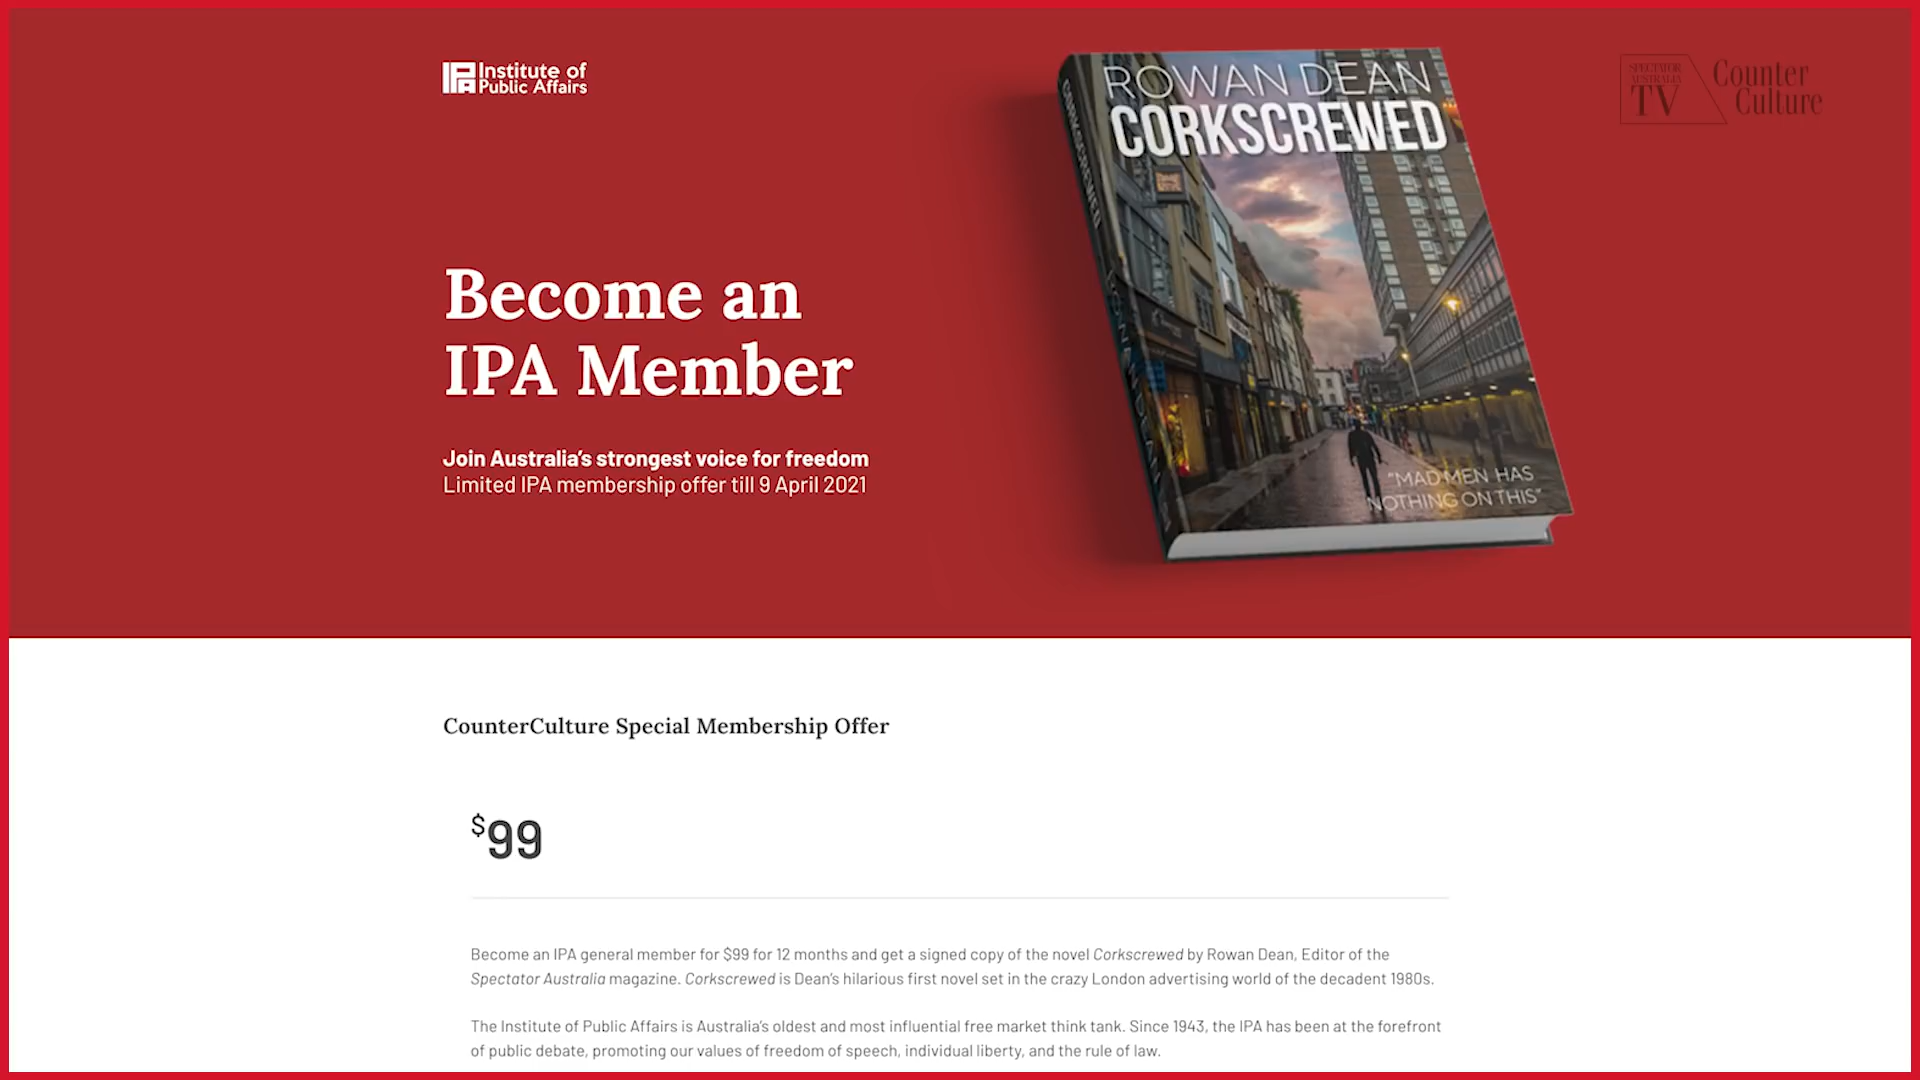 Institute of
Public Affairs
ROWAN DEAN
CORKSCREWED
CORKSCREWED
SPECTATOR
AUSTRALIA
TV
Counter
Culture
Become an
IPA Member
Join Australia’s strongest voice for freedom
Limited IPA membership offer till 9 April 2021
"MAD MEN HAS
NOTHING ON THIS"
CounterCulture Special Membership Offer
$99
Become an IPA general member for $99 for 12 months and get a signed copy of the novel Corkscrewed by Rowan Dean, Editor of the
Spectator Australia magazine. Corkscrewed is Dean’s hilarious first novel set in the crazy London advertising world of the decadent 1980s.
The Institute of Public Affairs is Australia’s oldest and most influential free market think tank. Since 1943, the IPA has been at the forefront
of public debate, promoting our values of freedom of speech, individual liberty, and the rule of law.